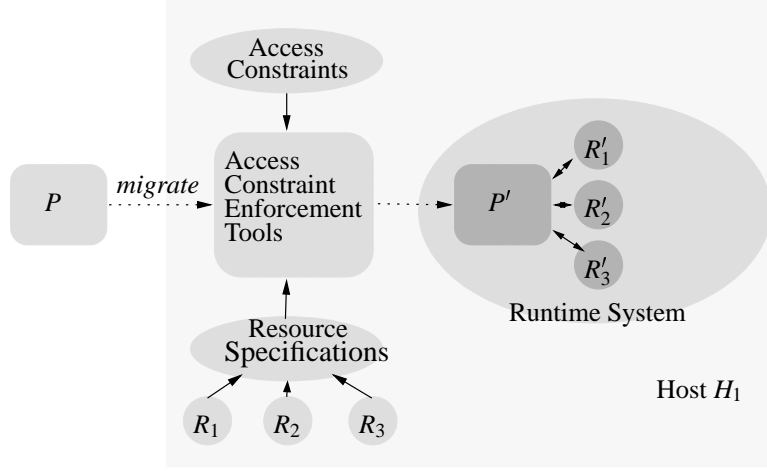 Access
Constraints
P
migrate
Access
Constraint
Enforcement
Tools
P′
R′₁
R′₂
R′₃
Runtime System
Resource
Specifications
R₁
R₂
R₃
Host H₁